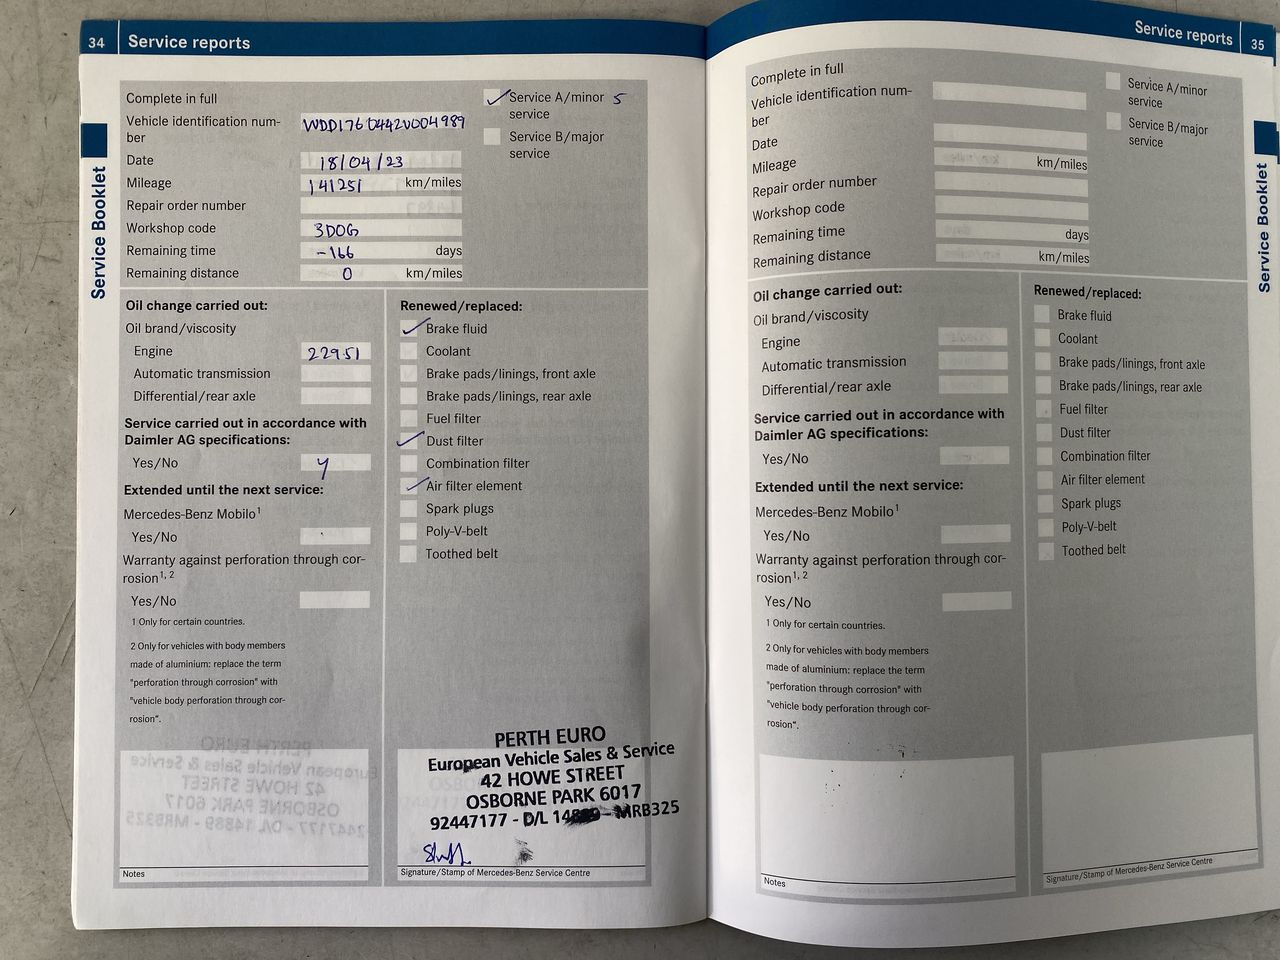 34 Service reports
Service Booklet
Complete in full
Vehicle identification num-
ber WDD1760442V004989
Date 18/04/23
Mileage 141251 km/miles
Repair order number
Workshop code 3DOG
Remaining time -166 days
Remaining distance 0 km/miles
Service A/minor 5
service
Service B/major
service
Oil change carried out:
Oil brand/viscosity
Engine 22951
Automatic transmission
Differential/rear axle
Service carried out in accordance with
Daimler AG specifications:
Yes/No y
Extended until the next service:
Mercedes-Benz Mobilo1
Yes/No
Warranty against perforation through cor-
rosion1, 2
Yes/No
1 Only for certain countries.
2 Only for vehicles with body members
made of aluminium: replace the term
"perforation through corrosion" with
"vehicle body perforation through cor-
rosion".
Notes
Renewed/replaced:
Brake fluid
Coolant
Brake pads/linings, front axle
Brake pads/linings, rear axle
Fuel filter
Dust filter
Combination filter
Air filter element
Spark plugs
Poly-V-belt
Toothed belt
PERTH EURO
European Vehicle Sales & Service
42 HOWE STREET
OSBORNE PARK 6017
92447177 - D/L 14889 - MRB325
Signature/Stamp of Mercedes-Benz Service Centre
Service reports 35
Service Booklet
Complete in full
Vehicle identification num-
ber
Date
Mileage km/miles
Repair order number
Workshop code
Remaining time days
Remaining distance km/miles
Service A/minor
service
Service B/major
service
Oil change carried out:
Oil brand/viscosity
Engine
Automatic transmission
Differential/rear axle
Service carried out in accordance with
Daimler AG specifications:
Yes/No
Extended until the next service:
Mercedes-Benz Mobilo1
Yes/No
Warranty against perforation through cor-
rosion1, 2
Yes/No
1 Only for certain countries.
2 Only for vehicles with body members
made of aluminium: replace the term
"perforation through corrosion" with
"vehicle body perforation through cor-
rosion".
Notes
Renewed/replaced:
Brake fluid
Coolant
Brake pads/linings, front axle
Brake pads/linings, rear axle
Fuel filter
Dust filter
Combination filter
Air filter element
Spark plugs
Poly-V-belt
Toothed belt
Signature/Stamp of Mercedes-Benz Service Centre